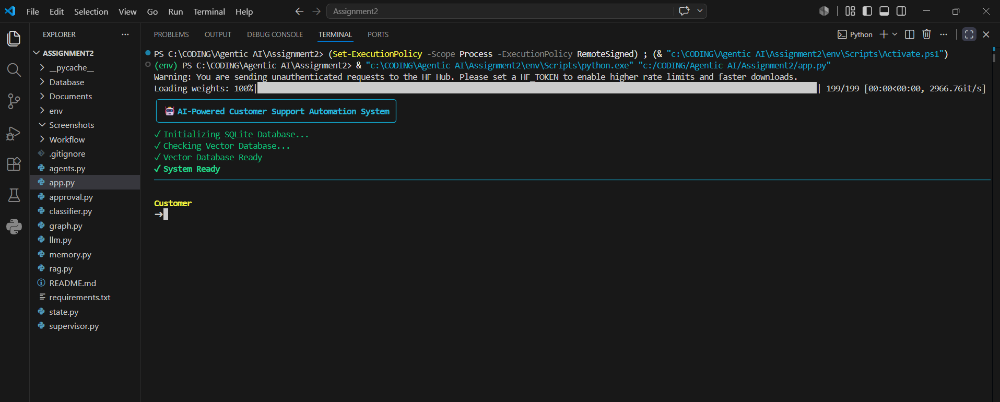 File Edit Selection View Go Run Terminal Help
Assignment2
EXPLORER
ASSIGNMENT2
__pycache__
Database
Documents
env
Screenshots
Workflow
.gitignore
agents.py
app.py
approval.py
classifier.py
graph.py
llm.py
memory.py
rag.py
README.md
requirements.txt
state.py
supervisor.py
PROBLEMS OUTPUT DEBUG CONSOLE TERMINAL PORTS
Python
PS C:\CODING\Agentic AI\Assignment2> (Set-ExecutionPolicy -Scope Process -ExecutionPolicy RemoteSigned) ; (& "c:\CODING\Agentic AI\Assignment2\env\Scripts\Activate.ps1")
(env) PS C:\CODING\Agentic AI\Assignment2> & "c:\CODING\Agentic AI\Assignment2\env\Scripts\python.exe" "c:/CODING/Agentic AI/Assignment2/app.py"
Warning: You are sending unauthenticated requests to the HF Hub. Please set a HF_TOKEN to enable higher rate limits and faster downloads.
Loading weights: 100%| | 199/199 [00:00<00:00, 2966.76it/s]
🤖 AI-Powered Customer Support Automation System
✓ Initializing SQLite Database...
✓ Checking Vector Database...
✓ Vector Database Ready
✓ System Ready
Customer
➜